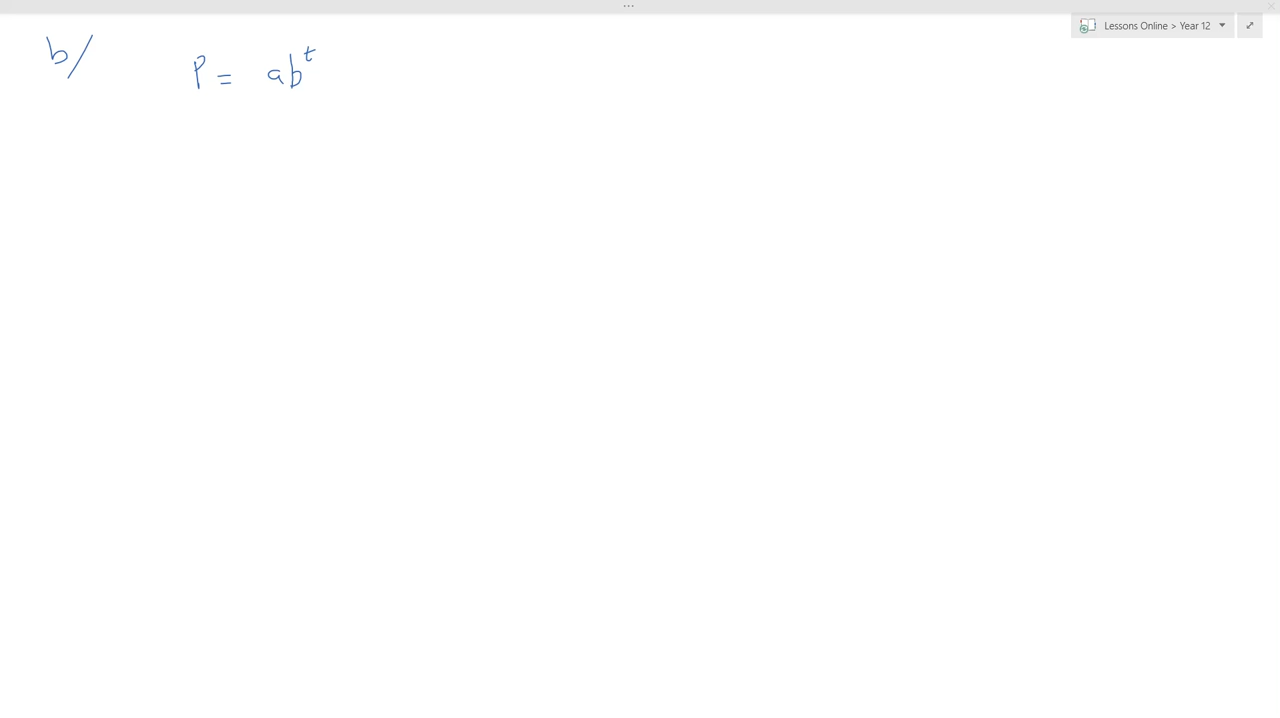 Lessons Online > Year 12
b/ P = ab^t